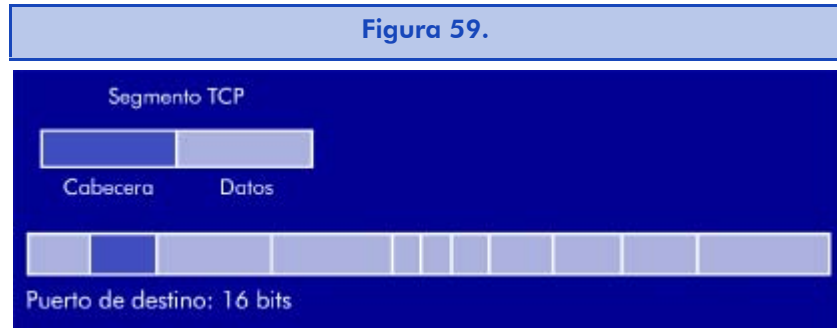 Figura 59.
Segmento TCP
Cabecera Datos
Puerto de destino: 16 bits